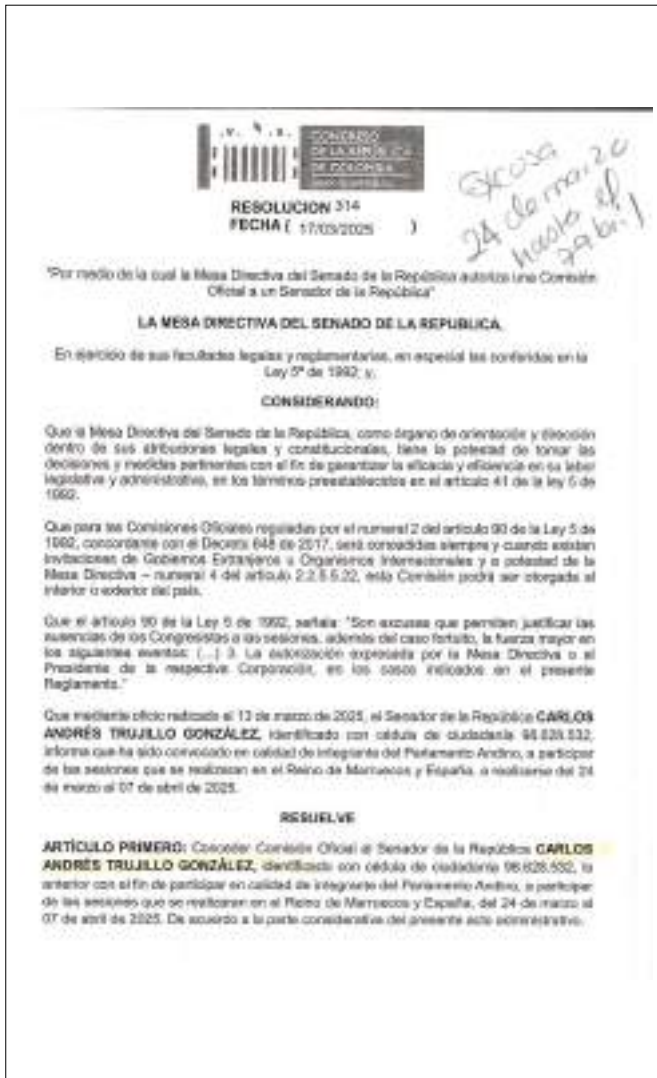 CONGRESO
DE LA REPÚBLICA
DE COLOMBIA
RESOLUCION 314
FECHA ( 17/03/2025 )
Excusa
24 de marzo
hasta el
7 abril
"Por medio de la cual la Mesa Directiva del Senado de la República autoriza una Comisión
Oficial a un Senador de la República"
LA MESA DIRECTIVA DEL SENADO DE LA REPUBLICA,
En ejercicio de sus facultades legales y reglamentarias, en especial las conferidas en la
Ley 5ª de 1992; y,
CONSIDERANDO:
Que la Mesa Directiva del Senado de la República, como órgano de orientación y dirección
dentro de sus atribuciones legales y constitucionales, tiene la potestad de tomar las
decisiones y medidas pertinentes con el fin de garantizar la eficacia y eficiencia en su labor
legislativa y administrativa, en los términos preestablecidos en el artículo 41 de la ley 5 de
1992.
Que para las Comisiones Oficiales reguladas por el numeral 2 del artículo 90 de la Ley 5 de
1992, concordante con el Decreto 648 de 2017, será concedidas siempre y cuando existan
invitaciones de Gobiernos Extranjeros u Organismos Internacionales y a potestad de la
Mesa Directiva – numeral 4 del artículo 2.2.5.5.22, esta Comisión podrá ser otorgada al
interior o exterior del país.
Que el artículo 90 de la Ley 5 de 1992, señala: "Son excusas que permiten justificar las
ausencias de los Congresistas a las sesiones, además del caso fortuito, la fuerza mayor en
los siguientes eventos: (...) 3. La autorización expresada por la Mesa Directiva o el
Presidente de la respectiva Corporación, en los casos indicados en el presente
Reglamento."
Que mediante oficio radicado el 13 de marzo de 2025, el Senador de la República CARLOS
ANDRÉS TRUJILLO GONZÁLEZ, identificado con cédula de ciudadanía 98.628.532,
informa que ha sido convocado en calidad de integrante del Parlamento Andino, a participar
de las sesiones que se realizaran en el Reino de Marruecos y España, a realizarse del 24
de marzo al 07 de abril de 2025.
RESUELVE
ARTÍCULO PRIMERO: Conceder Comisión Oficial al Senador de la República CARLOS
ANDRÉS TRUJILLO GONZÁLEZ, identificado con cédula de ciudadanía 98.628.532, lo
anterior con el fin de participar en calidad de integrante del Parlamento Andino, a participar
de las sesiones que se realizaran en el Reino de Marruecos y España, del 24 de marzo al
07 de abril de 2025. De acuerdo a la parte considerativa del presente acto administrativo.